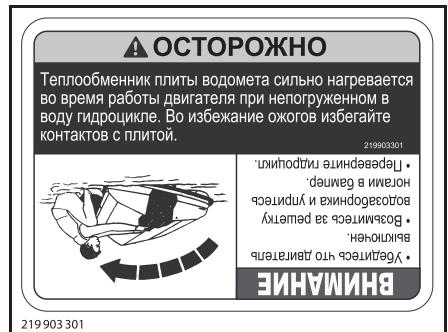 ОСТОРОЖНО
Теплообменник плиты водомета сильно нагревается
во время работы двигателя при непогруженном в
воду гидроцикле. Во избежание ожогов избегайте
контактов с плитой.
219903301
ВНИМАНИЕ
• Убедитесь что двигатель
выключен.
• Возмитесь за решетку
водозаборника и упритесь
ногами в бампер.
• Переверните гидроцикл.
219 903 301